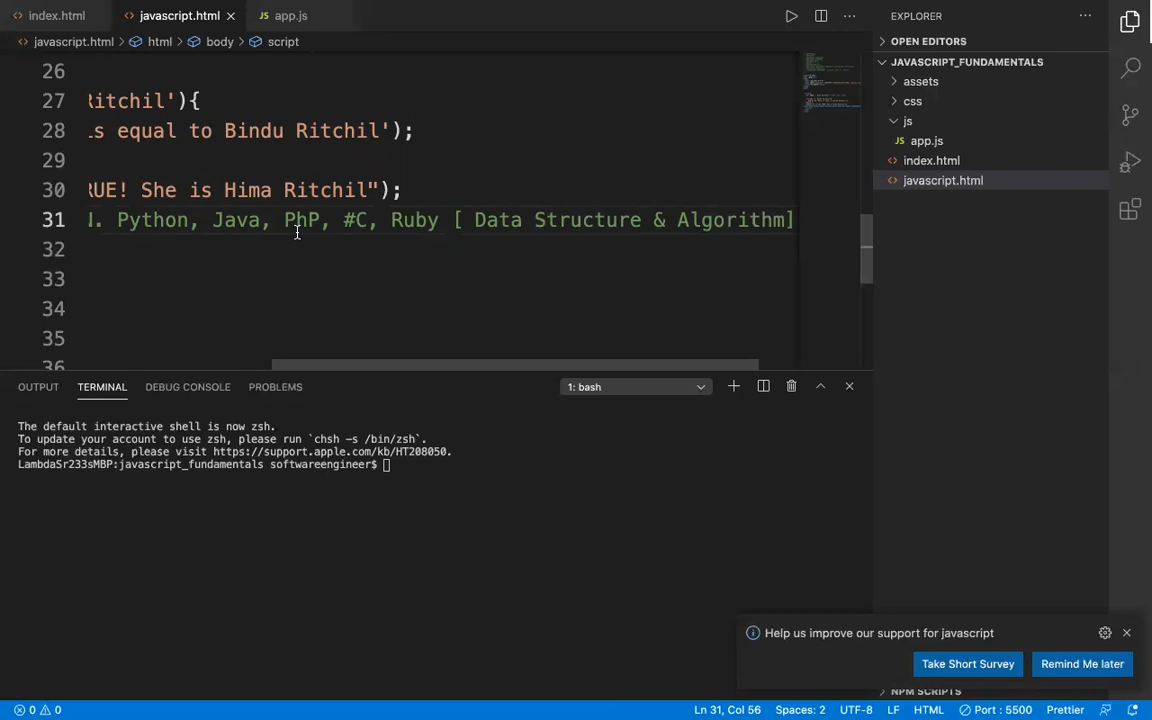 index.html javascript.html app.js EXPLORER
javascript.html html body script OPEN EDITORS
JAVASCRIPT_FUNDAMENTALS
assets
css
js
app.js
index.html
javascript.html
26
27 Ritchil'){
28 is equal to Bindu Ritchil');
29
30 RUE! She is Hima Ritchil");
31 . Python, Java, PhP, #C, Ruby [ Data Structure & Algorithm]
32
33
34
35
36
OUTPUT TERMINAL DEBUG CONSOLE PROBLEMS 1: bash
The default interactive shell is now zsh.
To update your account to use zsh, please run `chsh -s /bin/zsh`.
For more details, please visit https://support.apple.com/kb/HT208050.
LambdaSr233sMBP:javascript_fundamentals softwareengineer$
Help us improve our support for javascript
Take Short Survey Remind Me later
NPM SCRIPTS
0 0 Ln 31, Col 56 Spaces: 2 UTF-8 LF HTML Port : 5500 Prettier